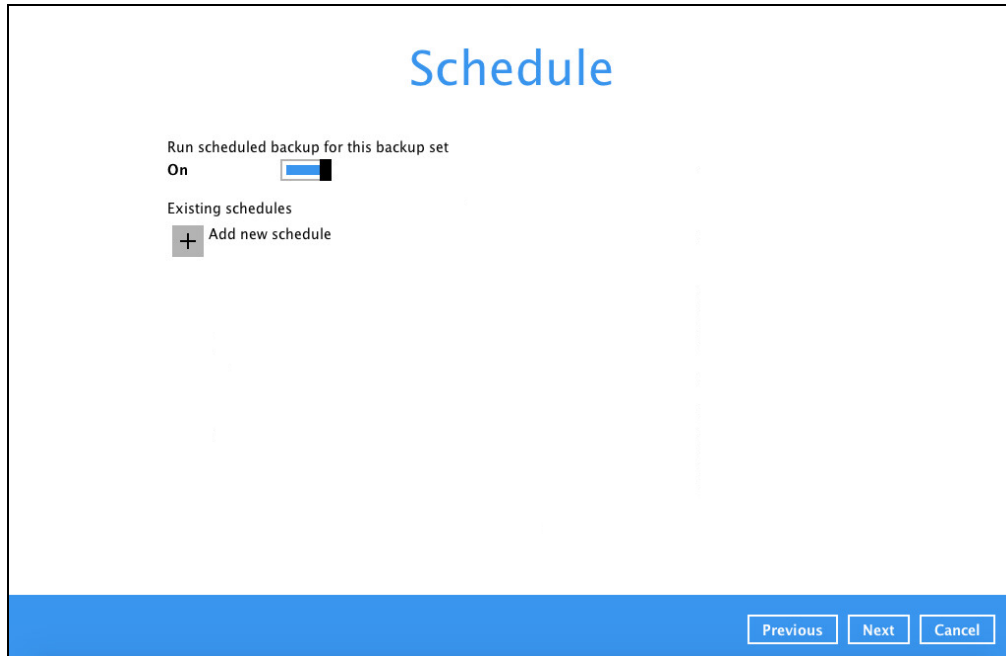 Schedule
Run scheduled backup for this backup set
On
Existing schedules
+ Add new schedule
Previous Next Cancel